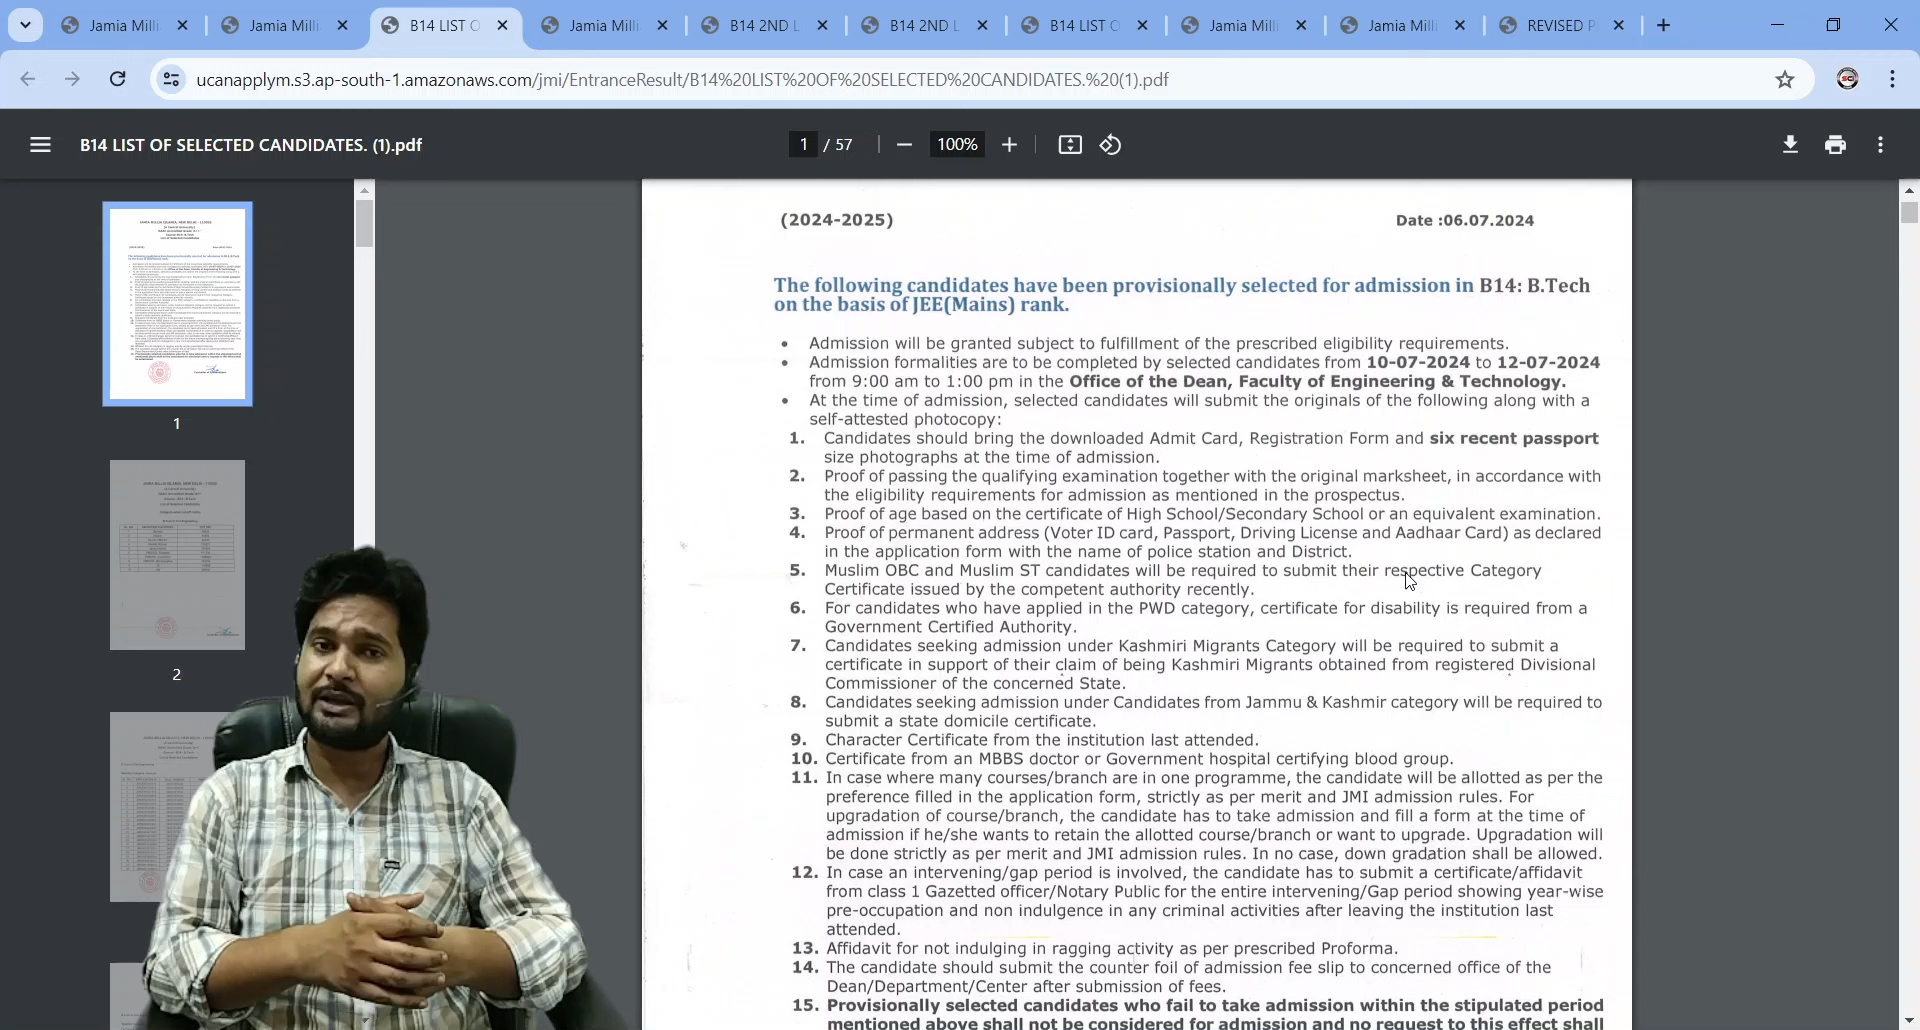 Jamia Milli
Jamia Milli
B14 LIST O
Jamia Milli
B14 2ND L
B14 2ND L
B14 LIST O
Jamia Milli
Jamia Milli
REVISED P
ucanapplym.s3.ap-south-1.amazonaws.com/jmi/EntranceResult/B14%20LIST%20OF%20SELECTED%20CANDIDATES.%20(1).pdf
B14 LIST OF SELECTED CANDIDATES. (1).pdf
1 / 57
100%
1
2
(2024-2025)
Date :06.07.2024
The following candidates have been provisionally selected for admission in B14: B.Tech
on the basis of JEE(Mains) rank.
• Admission will be granted subject to fulfillment of the prescribed eligibility requirements.
• Admission formalities are to be completed by selected candidates from 10-07-2024 to 12-07-2024
from 9:00 am to 1:00 pm in the Office of the Dean, Faculty of Engineering & Technology.
• At the time of admission, selected candidates will submit the originals of the following along with a
self-attested photocopy:
1. Candidates should bring the downloaded Admit Card, Registration Form and six recent passport
size photographs at the time of admission.
2. Proof of passing the qualifying examination together with the original marksheet, in accordance with
the eligibility requirements for admission as mentioned in the prospectus.
3. Proof of age based on the certificate of High School/Secondary School or an equivalent examination.
4. Proof of permanent address (Voter ID card, Passport, Driving License and Aadhaar Card) as declared
in the application form with the name of police station and District.
5. Muslim OBC and Muslim ST candidates will be required to submit their respective Category
Certificate issued by the competent authority recently.
6. For candidates who have applied in the PWD category, certificate for disability is required from a
Government Certified Authority.
7. Candidates seeking admission under Kashmiri Migrants Category will be required to submit a
certificate in support of their claim of being Kashmiri Migrants obtained from registered Divisional
Commissioner of the concerned State.
8. Candidates seeking admission under Candidates from Jammu & Kashmir category will be required to
submit a state domicile certificate.
9. Character Certificate from the institution last attended.
10. Certificate from an MBBS doctor or Government hospital certifying blood group.
11. In case where many courses/branch are in one programme, the candidate will be allotted as per the
preference filled in the application form, strictly as per merit and JMI admission rules. For
upgradation of course/branch, the candidate has to take admission and fill a form at the time of
admission if he/she wants to retain the allotted course/branch or want to upgrade. Upgradation will
be done strictly as per merit and JMI admission rules. In no case, down gradation shall be allowed.
12. In case an intervening/gap period is involved, the candidate has to submit a certificate/affidavit
from class 1 Gazetted officer/Notary Public for the entire intervening/Gap period showing year-wise
pre-occupation and non indulgence in any criminal activities after leaving the institution last
attended.
13. Affidavit for not indulging in ragging activity as per prescribed Proforma.
14. The candidate should submit the counter foil of admission fee slip to concerned office of the
Dean/Department/Center after submission of fees.
15. Provisionally selected candidates who fail to take admission within the stipulated period
mentioned above shall not be considered for admission and no request to this effect shall